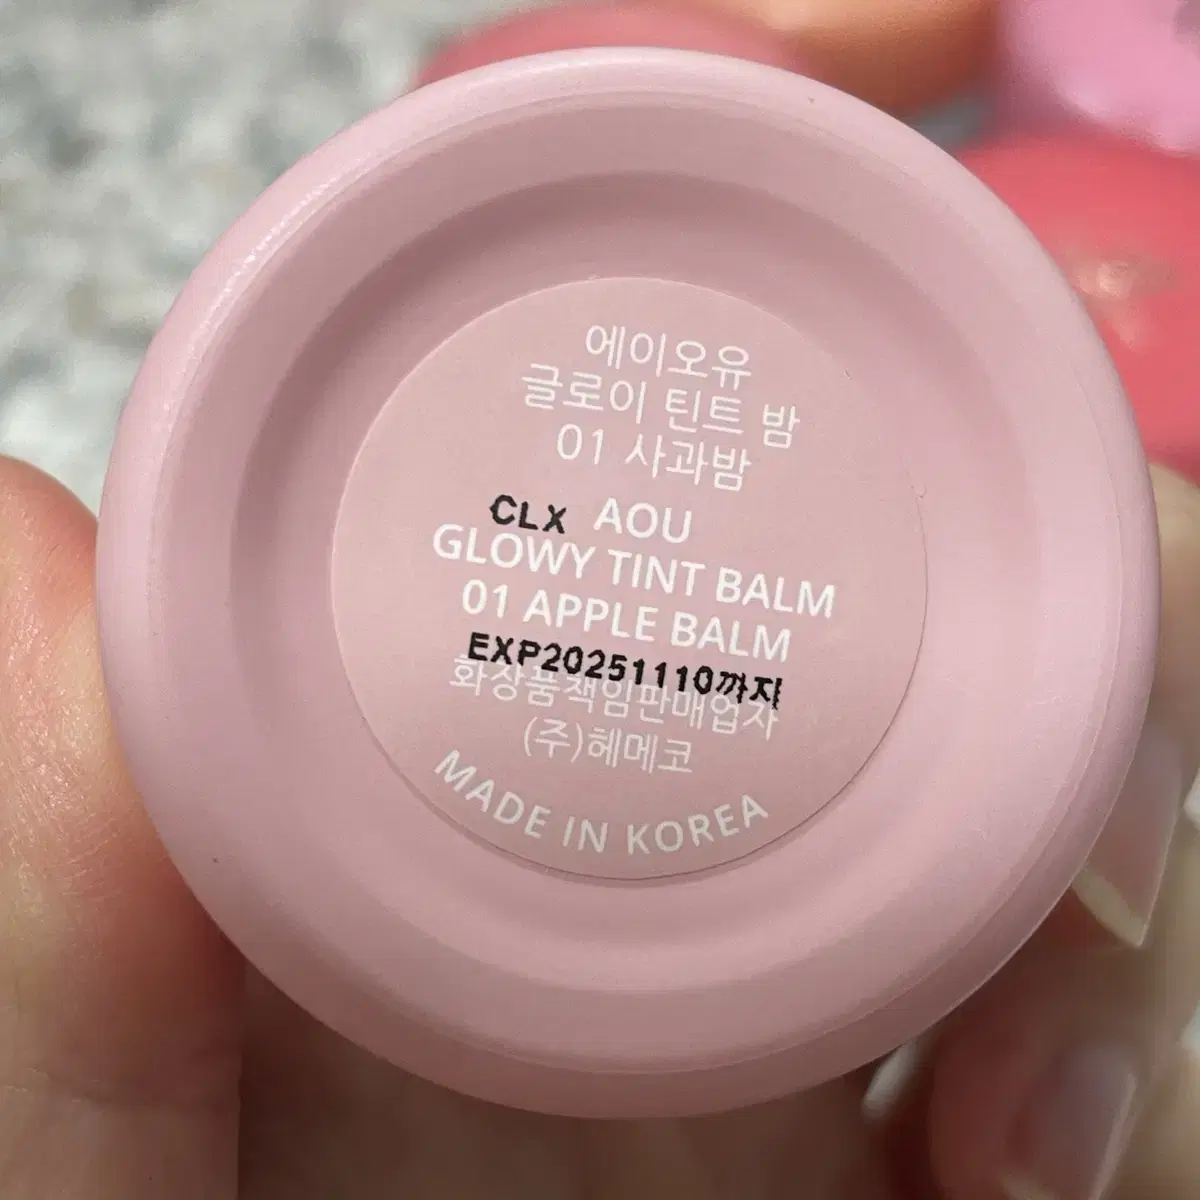 에이오유
글로이 틴트 밤
01 사과밤
CLX AOU
GLOWY TINT BALM
01 APPLE BALM
EXP20251110까지
화장품책임판매업자
(주)헤메코
MADE IN KOREA